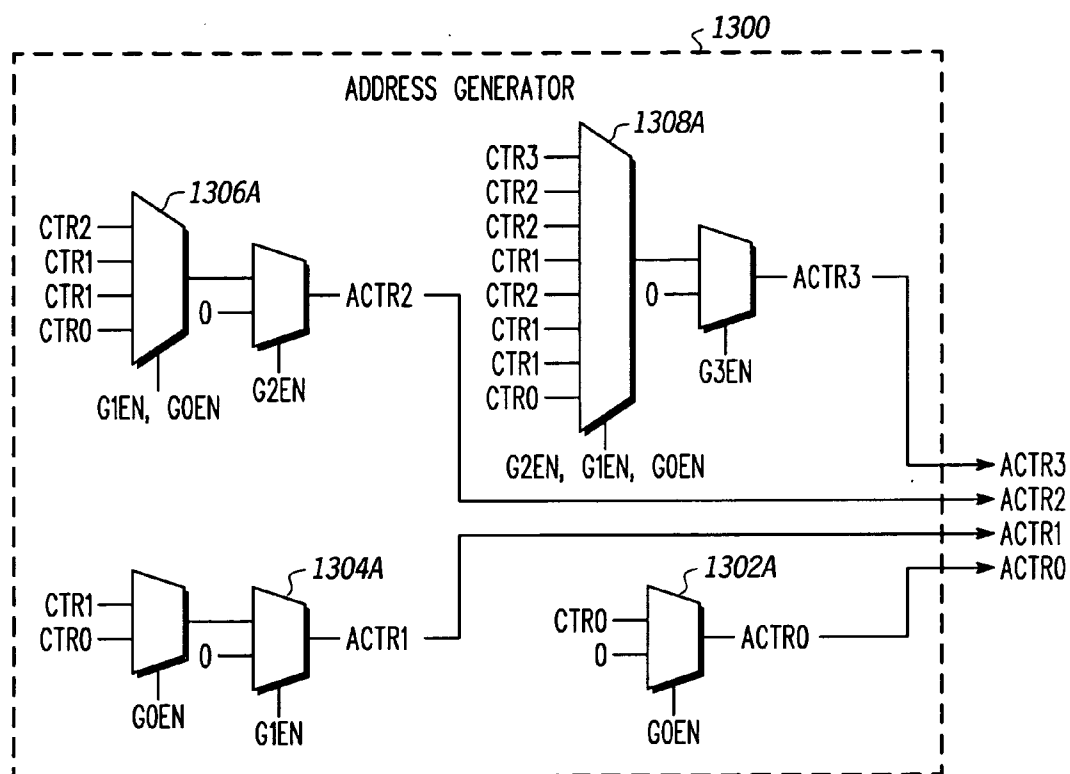 1300
ADDRESS GENERATOR
1308A
CTR3
CTR2
CTR2
CTR1
CTR2
CTR1
CTR1
CTR0
0
ACTR3
G3EN
G2EN, G1EN, G0EN
1306A
CTR2
CTR1
CTR1
CTR0
0
ACTR2
G2EN
G1EN, G0EN
ACTR3
ACTR2
ACTR1
ACTR0
1304A
CTR1
CTR0
0
ACTR1
G0EN
G1EN
1302A
CTR0
0
ACTR0
G0EN